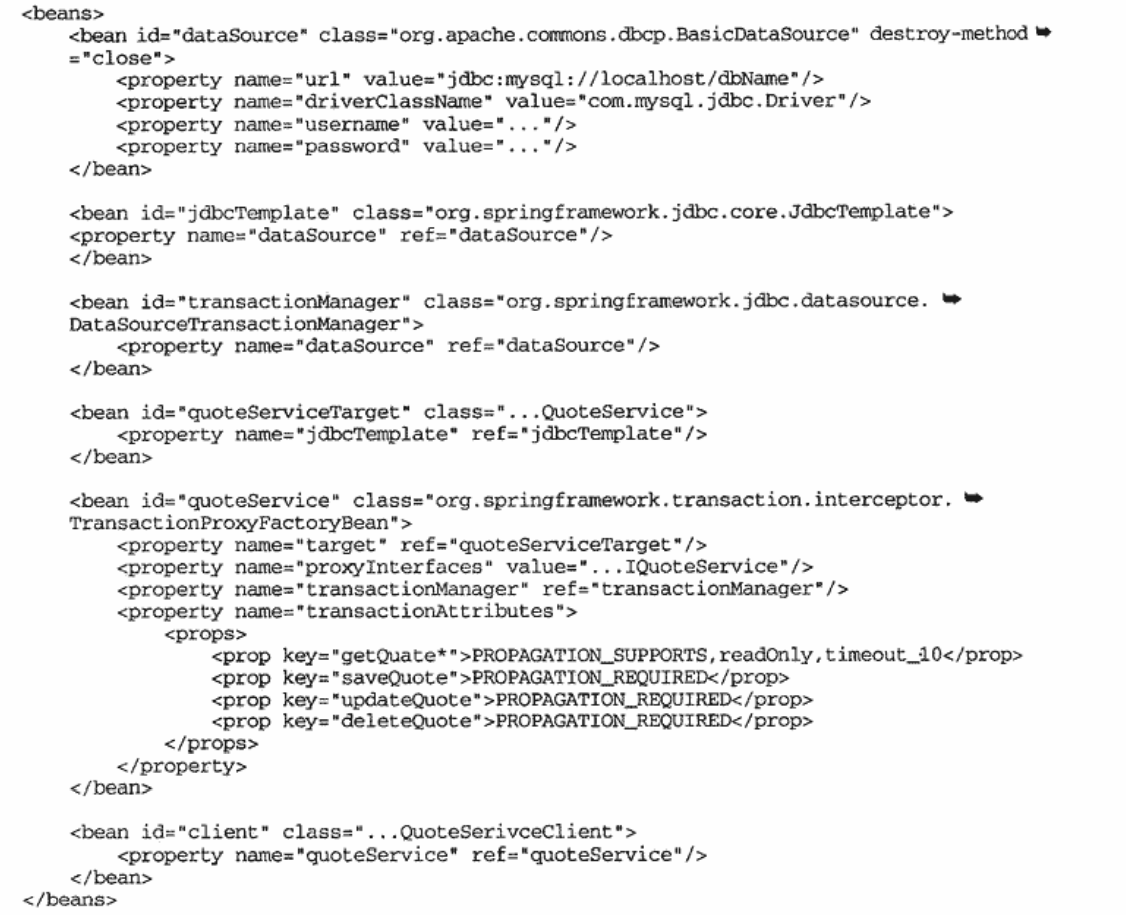 <beans>
<bean id="dataSource" class="org.apache.commons.dbcp.BasicDataSource" destroy-method ➥
="close">
<property name="url" value="jdbc:mysql://localhost/dbName"/>
<property name="driverClassName" value="com.mysql.jdbc.Driver"/>
<property name="username" value="..."/>
<property name="password" value="..."/>
</bean>
<bean id="jdbcTemplate" class="org.springframework.jdbc.core.JdbcTemplate">
<property name="dataSource" ref="dataSource"/>
</bean>
<bean id="transactionManager" class="org.springframework.jdbc.datasource. ➥
DataSourceTransactionManager">
<property name="dataSource" ref="dataSource"/>
</bean>
<bean id="quoteServiceTarget" class="...QuoteService">
<property name="jdbcTemplate" ref="jdbcTemplate"/>
</bean>
<bean id="quoteService" class="org.springframework.transaction.interceptor. ➥
TransactionProxyFactoryBean">
<property name="target" ref="quoteServiceTarget"/>
<property name="proxyInterfaces" value="...IQuoteService"/>
<property name="transactionManager" ref="transactionManager"/>
<property name="transactionAttributes">
<props>
<prop key="getQuate*">PROPAGATION_SUPPORTS,readOnly,timeout_10</prop>
<prop key="saveQuote">PROPAGATION_REQUIRED</prop>
<prop key="updateQuote">PROPAGATION_REQUIRED</prop>
<prop key="deleteQuote">PROPAGATION_REQUIRED</prop>
</props>
</property>
</bean>
<bean id="client" class="...QuoteSerivceClient">
<property name="quoteService" ref="quoteService"/>
</bean>
</beans>